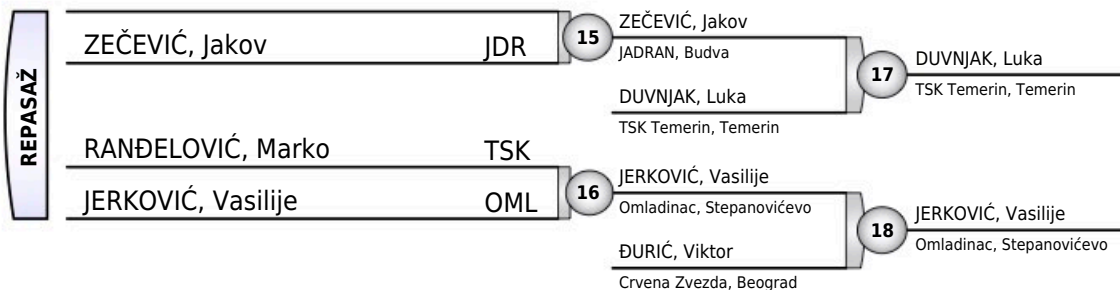 REPASAŽ
ZEČEVIĆ, Jakov JDR
RANĐELOVIĆ, Marko TSK
JERKOVIĆ, Vasilije OML
15
16
ZEČEVIĆ, Jakov
JADRAN, Budva
DUVNJAK, Luka
TSK Temerin, Temerin
JERKOVIĆ, Vasilije
Omladinac, Stepanovićevo
ĐURIĆ, Viktor
Crvena Zvezda, Beograd
17
18
DUVNJAK, Luka
TSK Temerin, Temerin
JERKOVIĆ, Vasilije
Omladinac, Stepanovićevo